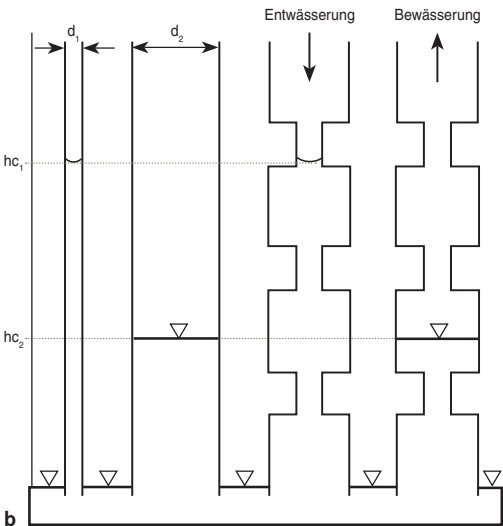 Entwässerung Bewässerung
d₁ d₂
hc₁
hc₂
b